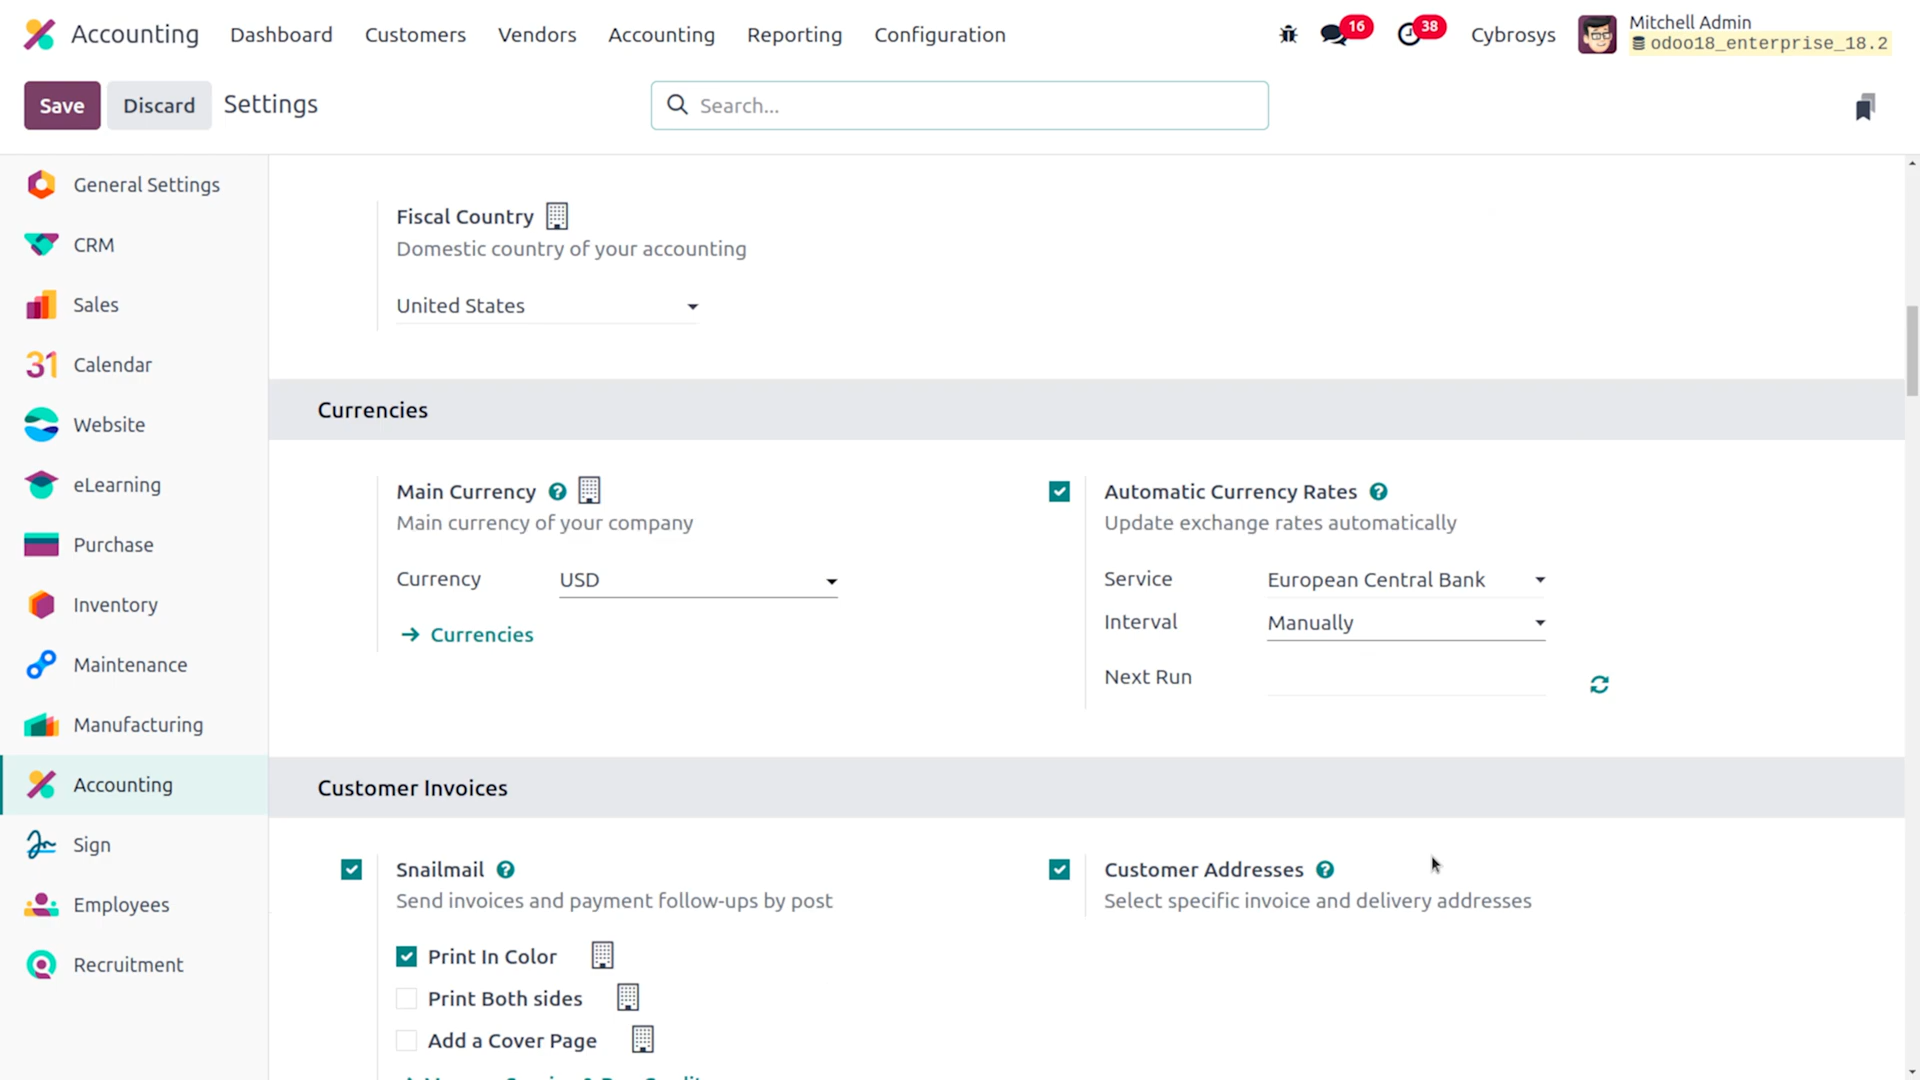 Accounting Dashboard Customers Vendors Accounting Reporting Configuration 16 38 Cybrosys Mitchell Admin
odoo18_enterprise_18.2
Save Discard Settings Search...
General Settings
CRM
Sales
31 Calendar
Website
eLearning
Purchase
Inventory
Maintenance
Manufacturing
Accounting
Sign
Employees
Recruitment
Fiscal Country
Domestic country of your accounting
United States
Currencies
Main Currency ?
Main currency of your company
Currency USD
→ Currencies
Automatic Currency Rates ?
Update exchange rates automatically
Service European Central Bank
Interval Manually
Next Run
Customer Invoices
Snailmail ?
Send invoices and payment follow-ups by post
Print In Color
Print Both sides
Add a Cover Page
Customer Addresses ?
Select specific invoice and delivery addresses